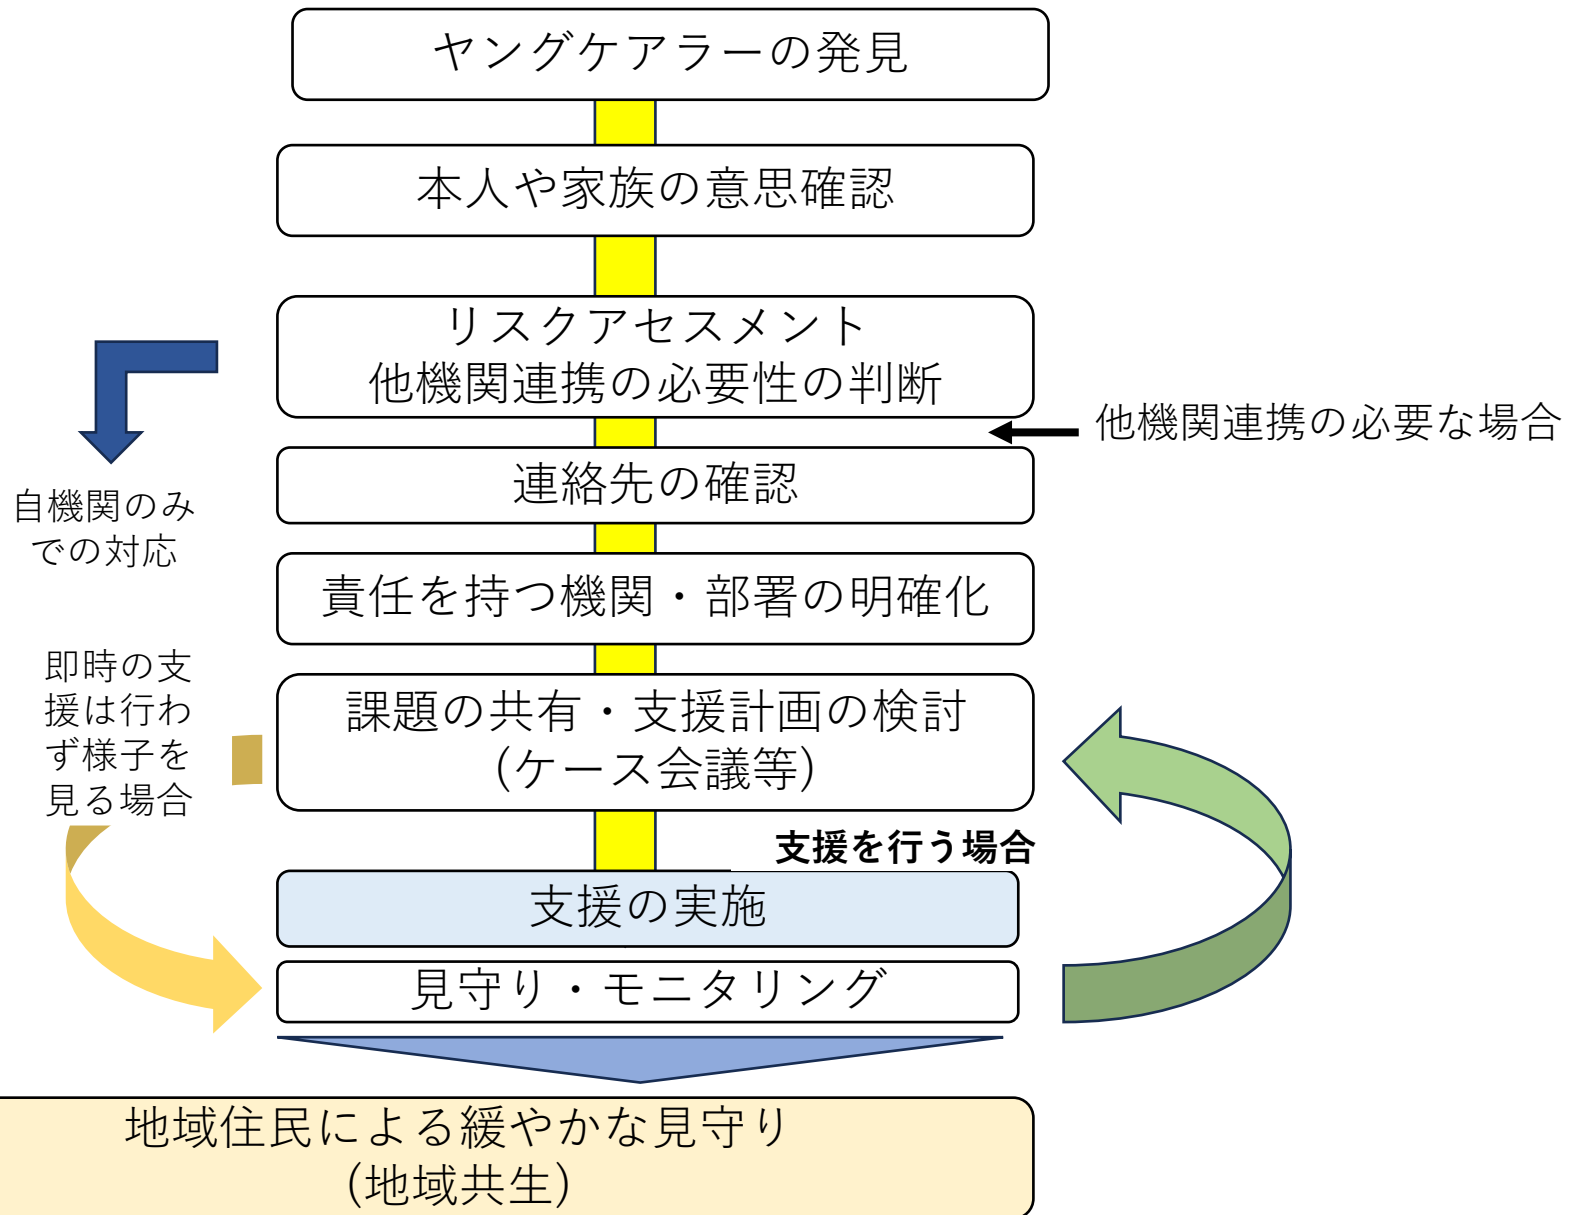 ヤングケアラーの発見
本人や家族の意思確認
リスクアセスメント
他機関連携の必要性の判断
他機関連携の必要な場合
連絡先の確認
自機関のみ
での対応
責任を持つ機関・部署の明確化
即時の支
援は行わ
ず様子を
見る場合
課題の共有・支援計画の検討
(ケース会議等)
支援を行う場合
支援の実施
見守り・モニタリング
地域住民による緩やかな見守り
(地域共生)